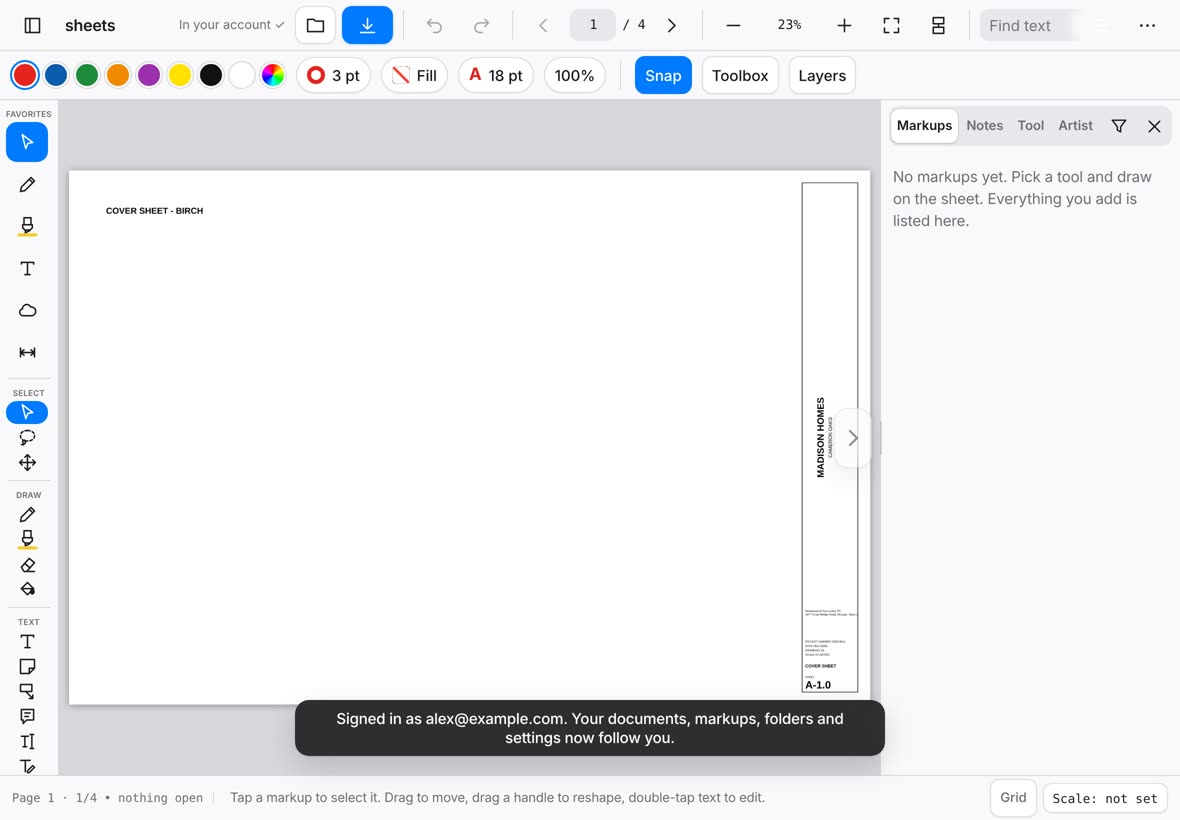 sheets
In your account ✓
1 / 4
23%
Find text
3 pt
Fill
A 18 pt
100%
Snap
Toolbox
Layers
FAVORITES
SELECT
DRAW
TEXT
COVER SHEET - BIRCH
MADISON HOMES
CAMERON OAKS
COVER SHEET
A-1.0
Markups
Notes
Tool
Artist
No markups yet. Pick a tool and draw
on the sheet. Everything you add is
listed here.
Signed in as alex@example.com. Your documents, markups, folders and
settings now follow you.
Page 1 · 1/4 • nothing open
Tap a markup to select it. Drag to move, drag a handle to reshape, double-tap text to edit.
Grid
Scale: not set